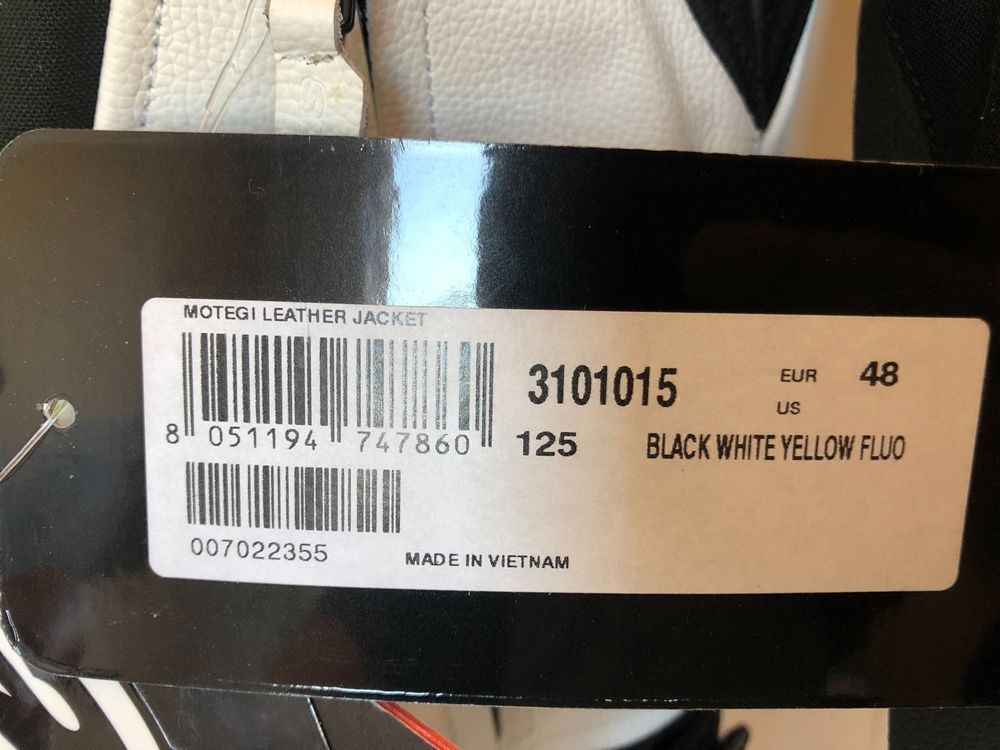 MOTEGI LEATHER JACKET
3101015 EUR 48
US
8 051194 747860 125 BLACK WHITE YELLOW FLUO
007022355 MADE IN VIETNAM